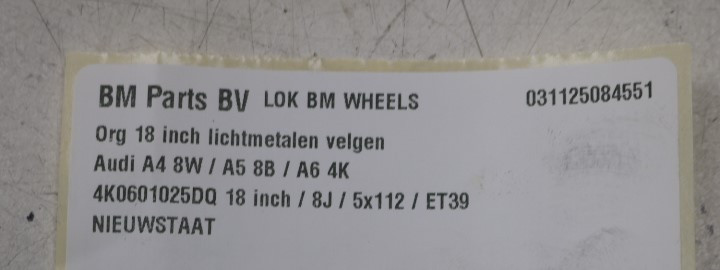 BM Parts BV LOK BM WHEELS 031125084551
Org 18 inch lichtmetalen velgen
Audi A4 8W / A5 8B / A6 4K
4K0601025DQ 18 inch / 8J / 5x112 / ET39
NIEUWSTAAT